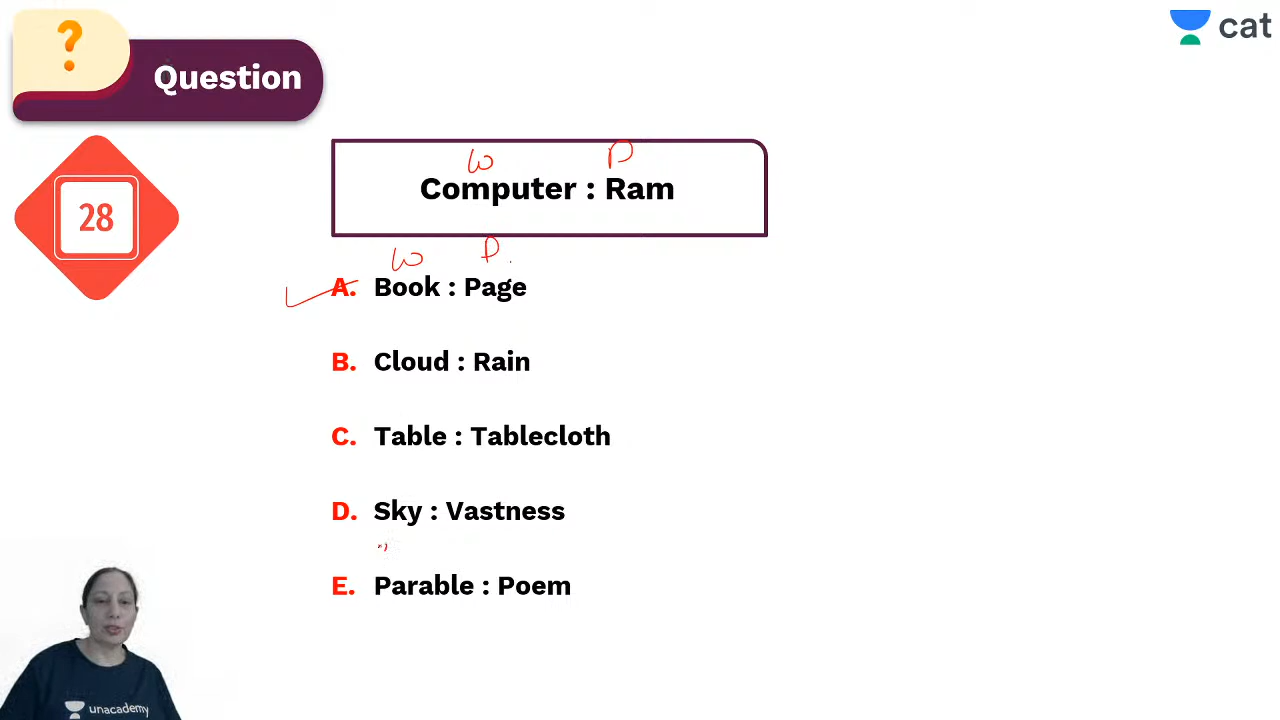 ?
cat
Question
28
W P
Computer : Ram
W P.
A. Book : Page
B. Cloud : Rain
C. Table : Tablecloth
D. Sky : Vastness
E. Parable : Poem
unacademy